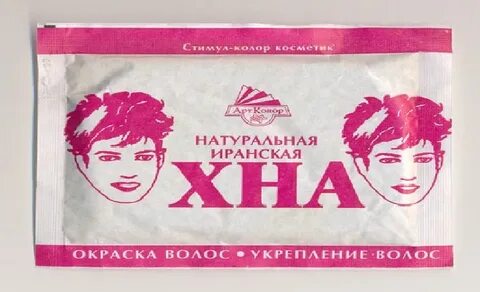 Стимул-колор косметик
АртКолор
НАТУРАЛЬНАЯ
ИРАНСКАЯ
ХНА
ОКРАСКА ВОЛОС • УКРЕПЛЕНИЕ·ВОЛОС